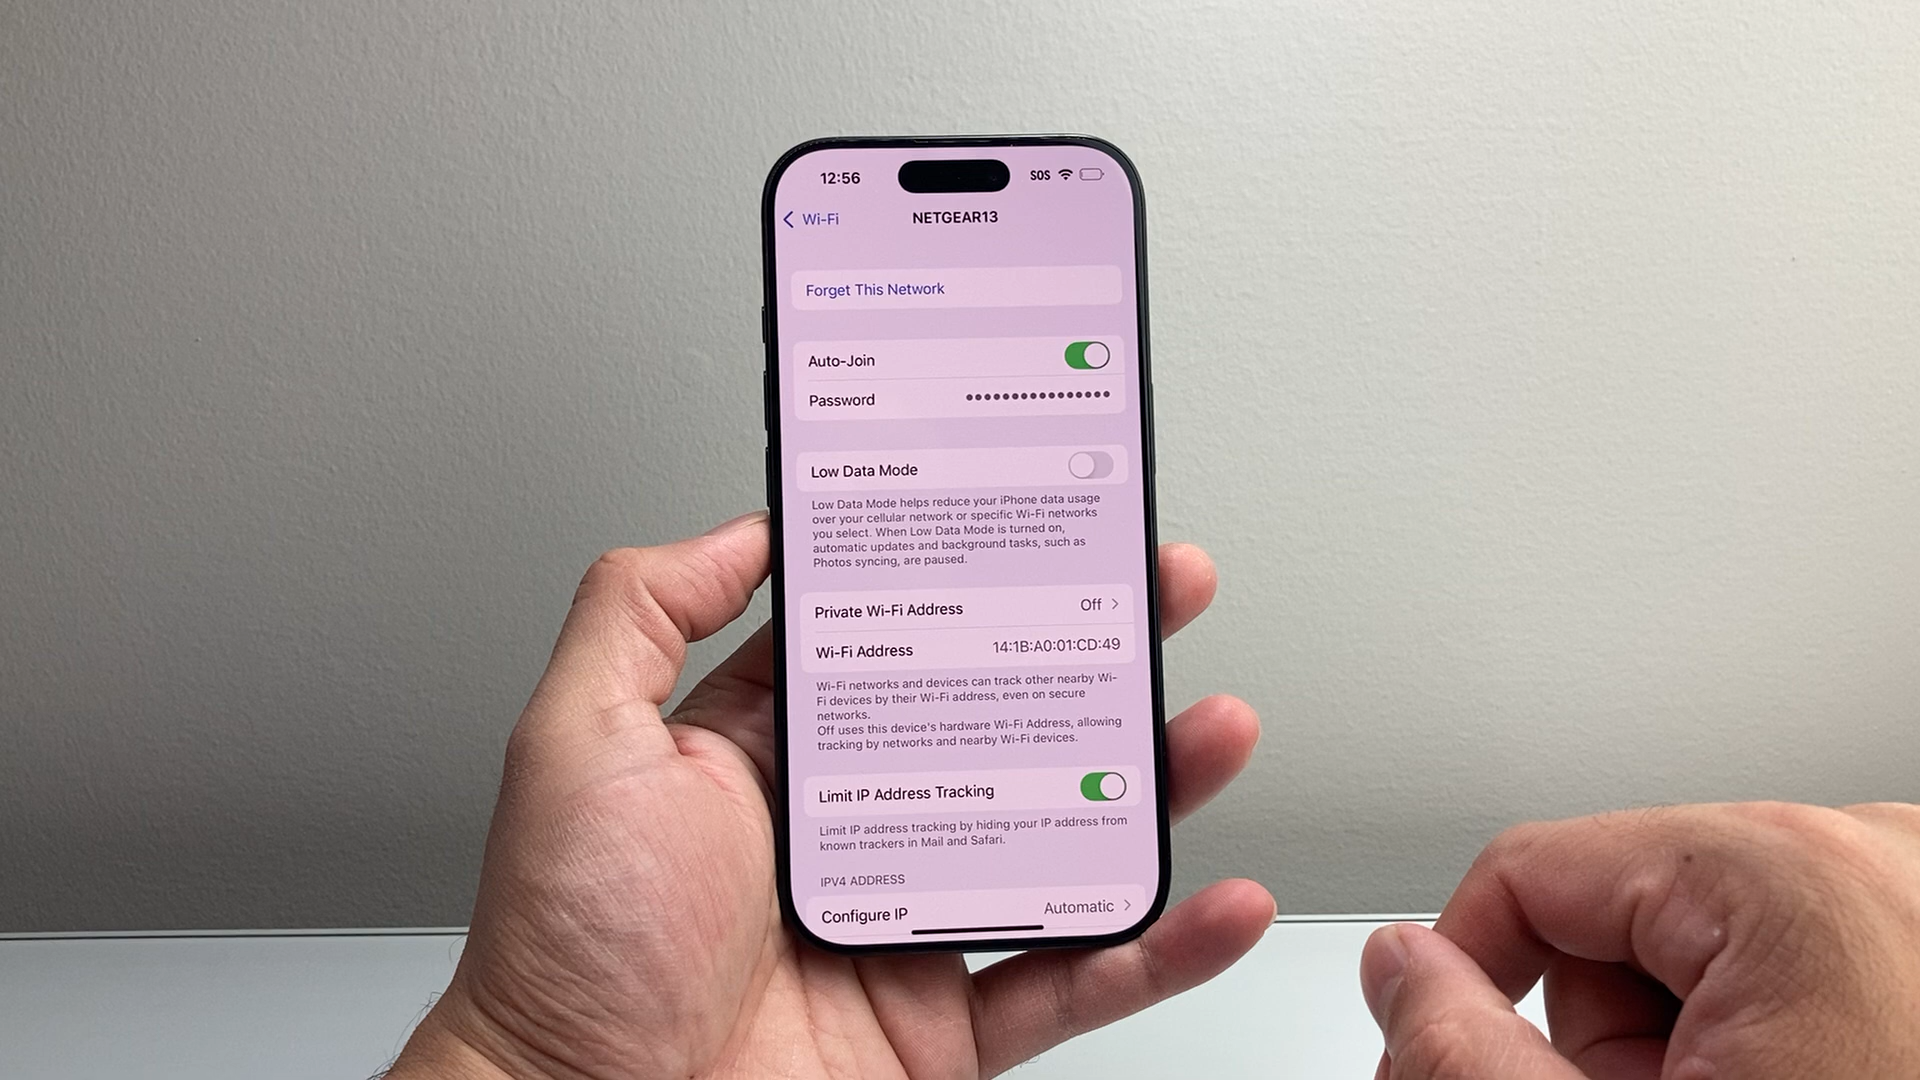 12:56 SOS
Wi-Fi NETGEAR13
Forget This Network
Auto-Join
Password ••••••••••••••••
Low Data Mode
Low Data Mode helps reduce your iPhone data usage
over your cellular network or specific Wi-Fi networks
you select. When Low Data Mode is turned on,
automatic updates and background tasks, such as
Photos syncing, are paused.
Private Wi-Fi Address Off
Wi-Fi Address 14:1B:A0:01:CD:49
Wi-Fi networks and devices can track other nearby Wi-
Fi devices by their Wi-Fi address, even on secure
networks.
Off uses this device's hardware Wi-Fi Address, allowing
tracking by networks and nearby Wi-Fi devices.
Limit IP Address Tracking
Limit IP address tracking by hiding your IP address from
known trackers in Mail and Safari.
IPV4 ADDRESS
Configure IP Automatic